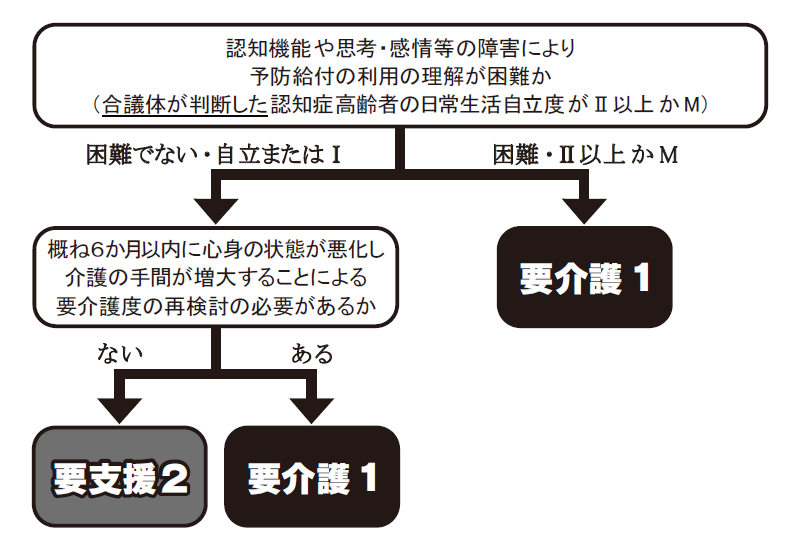 認知機能や思考・感情等の障害により
予防給付の利用の理解が困難か
(合議体が判断した認知症高齢者の日常生活自立度がⅡ以上かM)
困難でない・自立またはⅠ
困難・Ⅱ以上かM
概ね6か月以内に心身の状態が悪化し
介護の手間が増大することによる
要介護度の再検討の必要があるか
要介護1
ない
ある
要支援2
要介護1